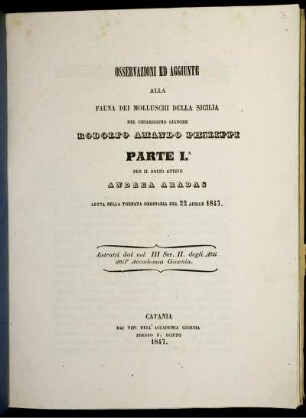 OSSERVAZIONI ED AGGIUNTE
ALLA
FAUNA DEI MOLLUSCHI DELLA SICILIA
DEL CHIARISSIMO SIGNORE
RODOLFO AMANDO PHILIPPI
PARTE I.ª
PER IL SOCIO ATTIVO
ANDREA ARADAS
LETTA NELLA TORNATA ORDINARIA DEL 22 APRILE 1847.
Estratti dal vol. III Ser. II. degli Atti
dell' Accademia Gioenia.
CATANIA
DAI TIPI DELL' ACCADEMIA GIOENIA
PRESSO F. SCIUTO
1847.